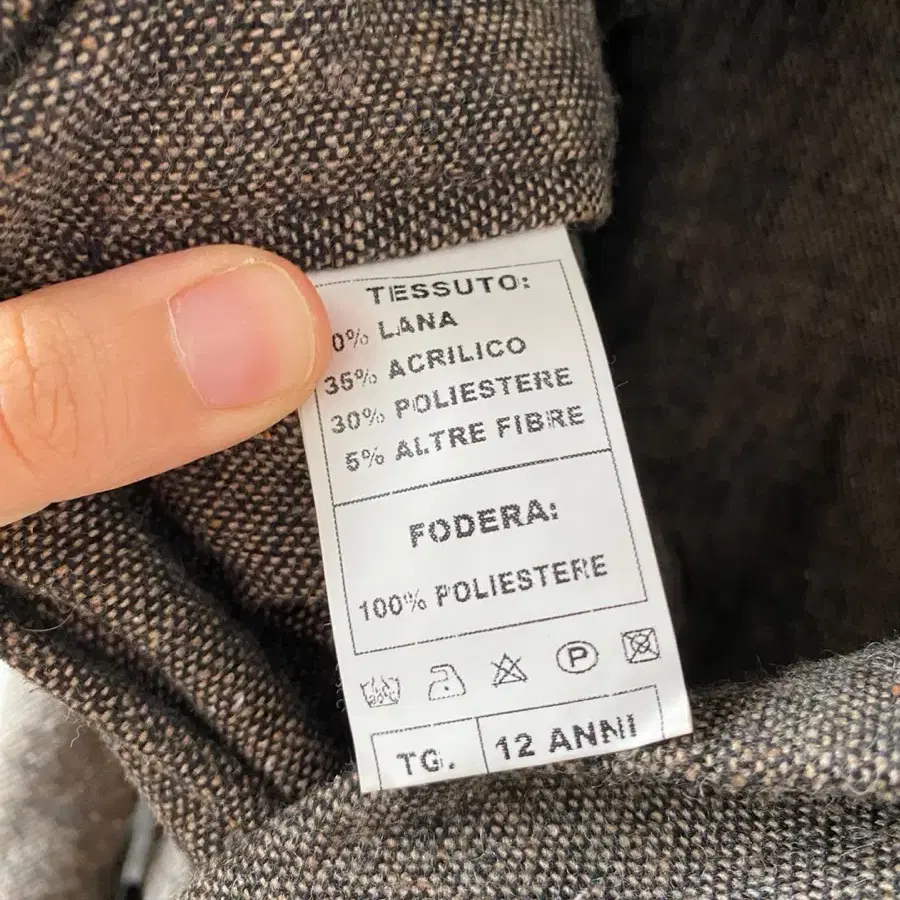 TESSUTO:
0% LANA
35% ACRILICO
30% POLIESTERE
5% ALTRE FIBRE
FODERA:
100% POLIESTERE
P
TG. 12 ANNI